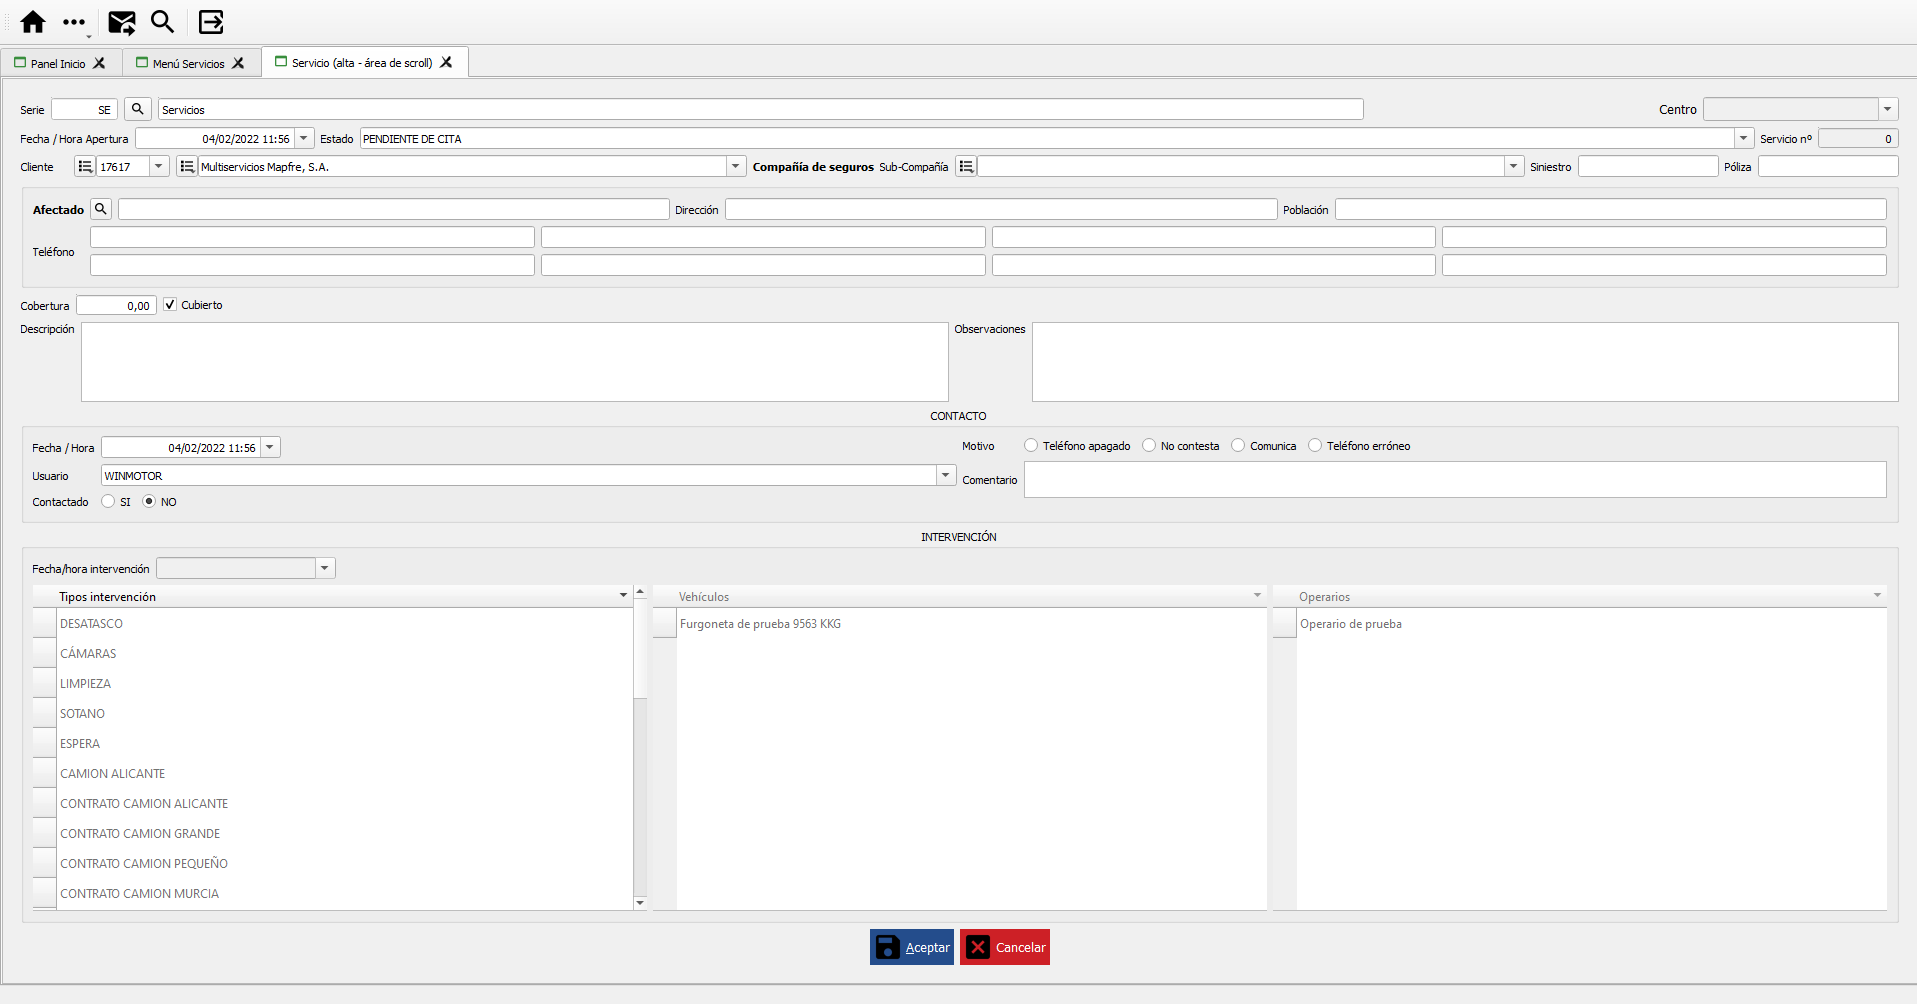 Panel Inicio
Menú Servicios
Servicio (alta - área de scroll)
Serie SE Servicios Centro
Fecha / Hora Apertura 04/02/2022 11:56 Estado PENDIENTE DE CITA Servicio nº 0
Cliente 17617 Multiservicios Mapfre, S.A. Compañía de seguros Sub-Compañía Siniestro Póliza
Afectado Dirección Población
Teléfono
Cobertura 0,00 Cubierto
Descripción Observaciones
CONTACTO
Fecha / Hora 04/02/2022 11:56 Motivo Teléfono apagado No contesta Comunica Teléfono erróneo
Usuario WINMOTOR Comentario
Contactado SI NO
INTERVENCIÓN
Fecha/hora intervención
Tipos intervención
DESATASCO
CÁMARAS
LIMPIEZA
SOTANO
ESPERA
CAMION ALICANTE
CONTRATO CAMION ALICANTE
CONTRATO CAMION GRANDE
CONTRATO CAMION PEQUEÑO
CONTRATO CAMION MURCIA
Vehículos
Furgoneta de prueba 9563 KKG
Operarios
Operario de prueba
Aceptar
Cancelar